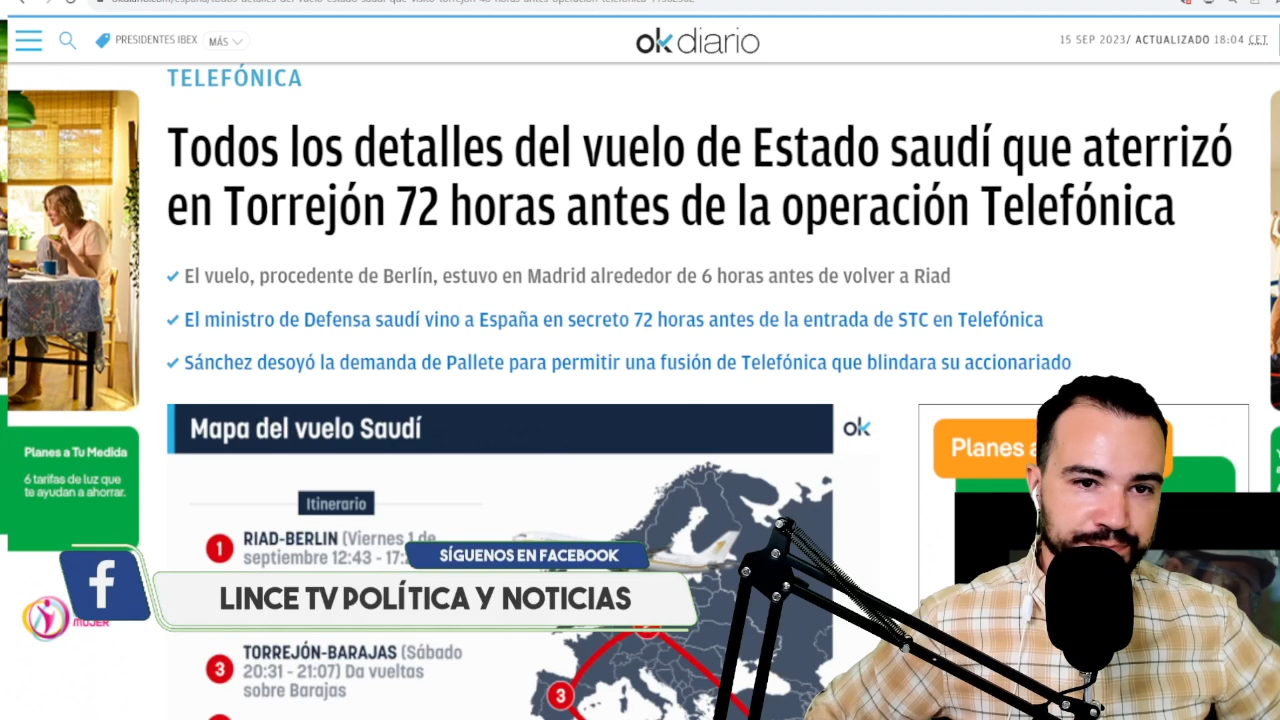 PRESIDENTES IBEX
MÁS
okdiario
15 SEP 2023/ ACTUALIZADO 18:04 CET
TELEFÓNICA
Todos los detalles del vuelo de Estado saudí que aterrizó
en Torrejón 72 horas antes de la operación Telefónica
El vuelo, procedente de Berlín, estuvo en Madrid alrededor de 6 horas antes de volver a Riad
El ministro de Defensa saudí vino a España en secreto 72 horas antes de la entrada de STC en Telefónica
Sánchez desoyó la demanda de Pallete para permitir una fusión de Telefónica que blindara su accionariado
Mapa del vuelo Saudí
ok
Planes
Planes a Tu Medida
6 tarifas de luz que
te ayudan a ahorrar.
Itinerario
1
RIAD-BERLIN (Viernes 1 de
septiembre 12:43 - 17:
SÍGUENOS EN FACEBOOK
f
LINCE TV POLÍTICA Y NOTICIAS
MUJER
3
TORREJÓN-BARAJAS (Sábado
20:31 - 21:07) Da vueltas
sobre Barajas
3